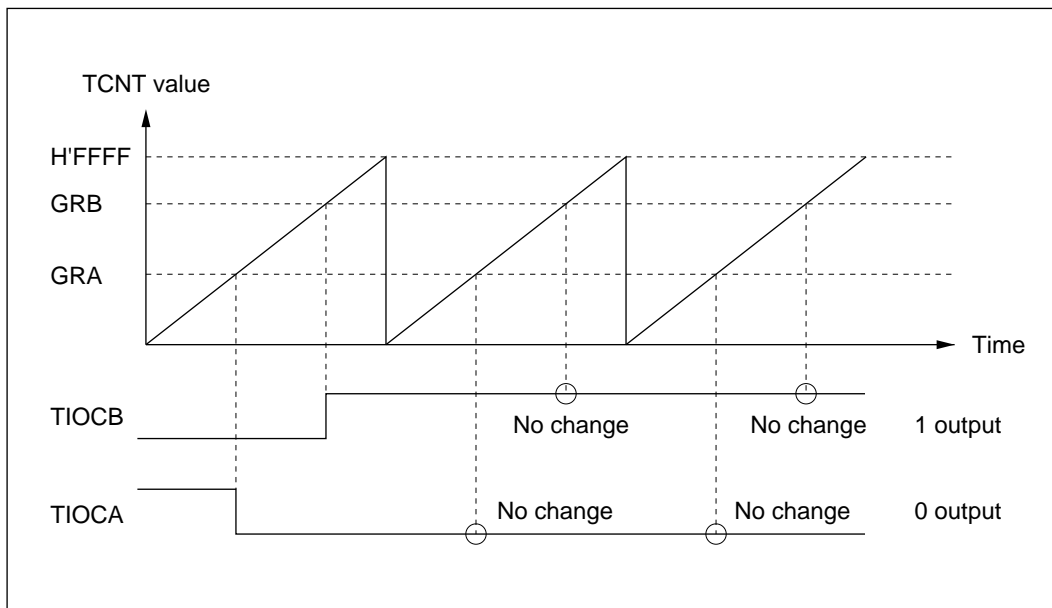 TCNT value
H'FFFF
GRB
GRA
Time
TIOCB
No change
No change
1 output
TIOCA
No change
No change
0 output